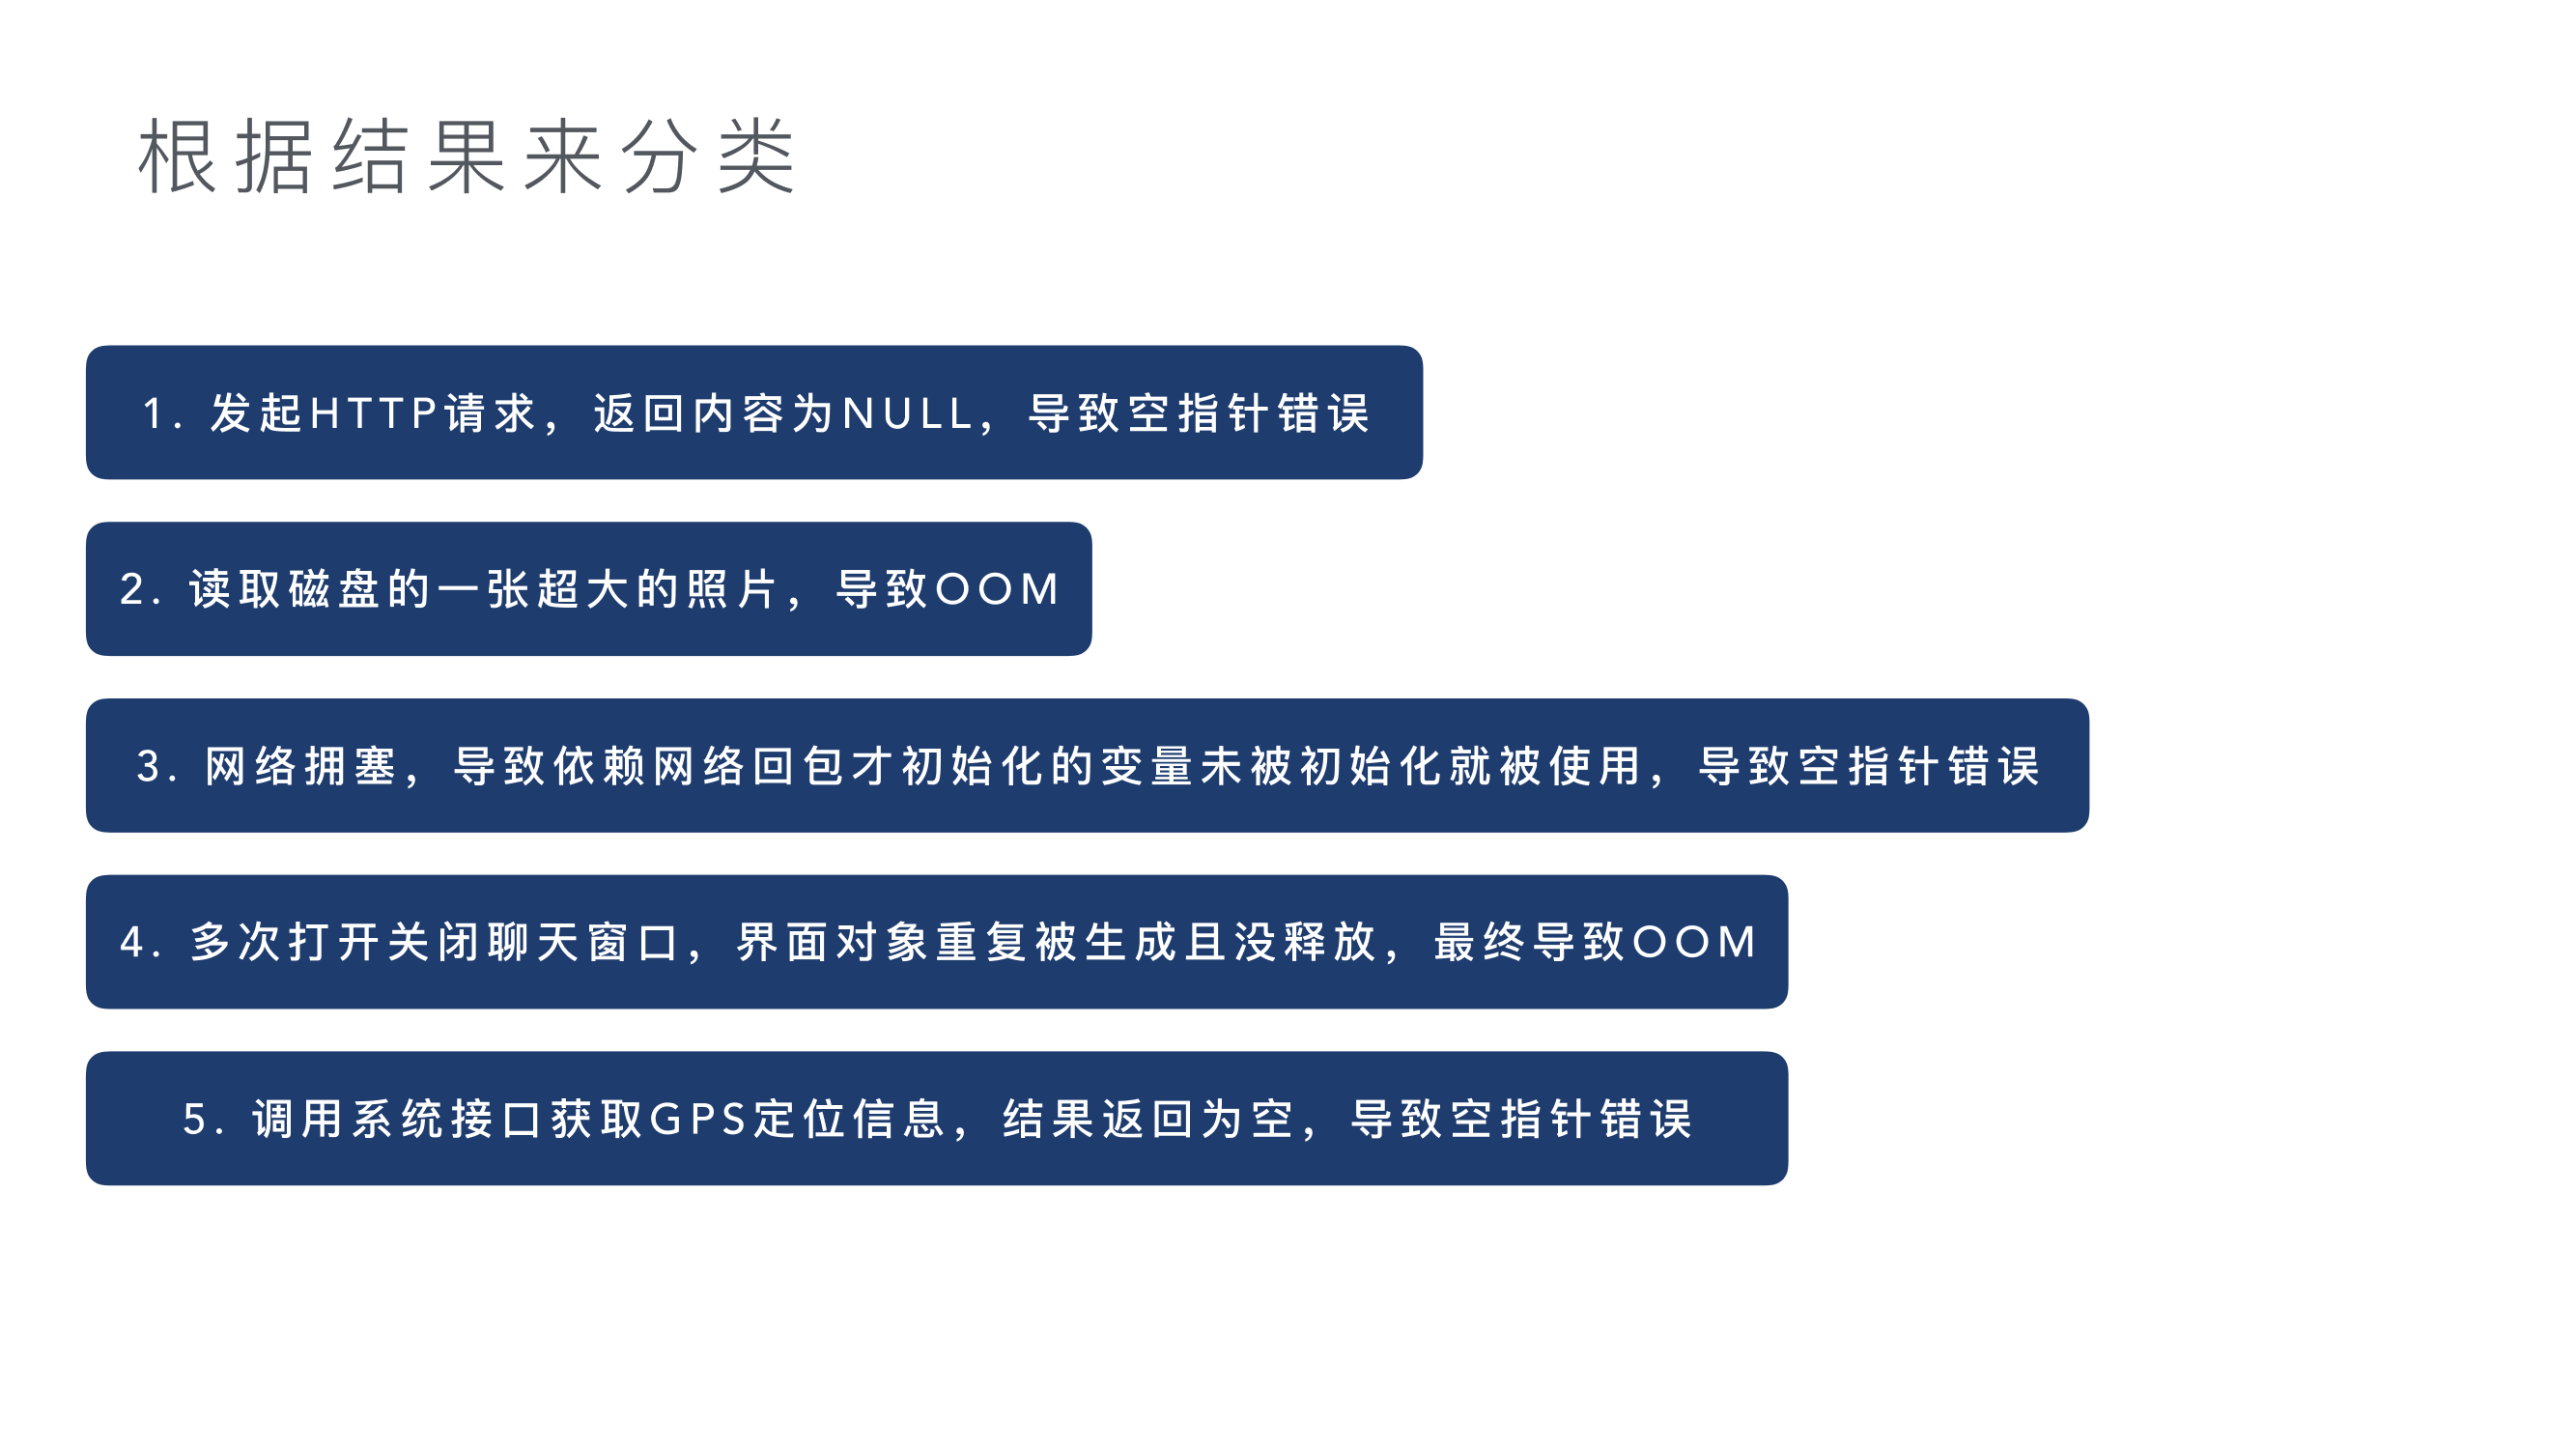 根据结果来分类
1. 发起HTTP请求，返回内容为NULL，导致空指针错误
2. 读取磁盘的一张超大的照片，导致OOM
3. 网络拥塞，导致依赖网络回包才初始化的变量未被初始化就被使用，导致空指针错误
4. 多次打开关闭聊天窗口，界面对象重复被生成且没释放，最终导致OOM
5. 调用系统接口获取GPS定位信息，结果返回为空，导致空指针错误